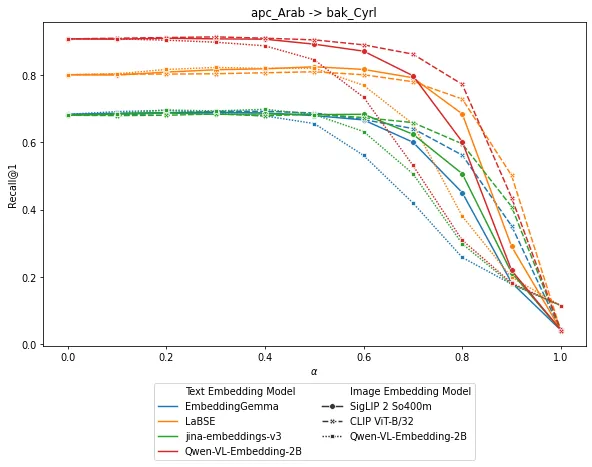 apc_Arab -> bak_Cyrl
Recall@1
0.8
0.6
0.4
0.2
0.0
0.0 0.2 0.4 0.6 0.8 1.0
α
Text Embedding Model
EmbeddingGemma
LaBSE
jina-embeddings-v3
Qwen-VL-Embedding-2B
Image Embedding Model
SigLIP 2 So400m
CLIP ViT-B/32
Qwen-VL-Embedding-2B